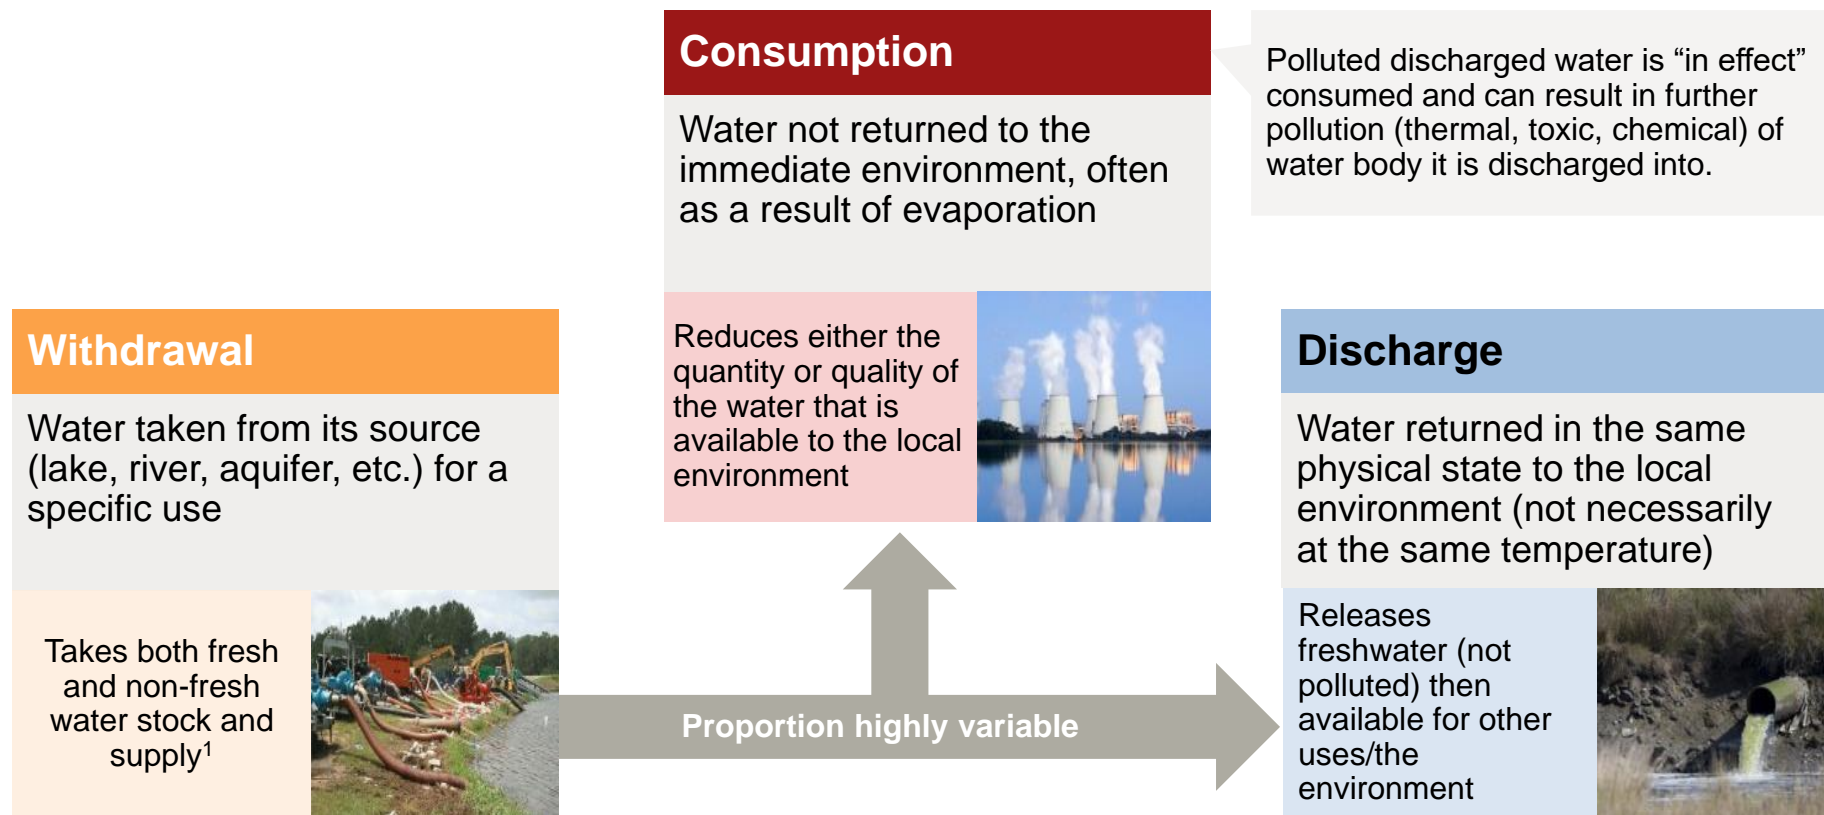 Consumption
Water not returned to the
immediate environment, often
as a result of evaporation
Reduces either the
quantity or quality of
the water that is
available to the local
environment
Polluted discharged water is “in effect”
consumed and can result in further
pollution (thermal, toxic, chemical) of
water body it is discharged into.
Withdrawal
Water taken from its source
(lake, river, aquifer, etc.) for a
specific use
Takes both fresh
and non-fresh
water stock and
supply¹
Proportion highly variable
Discharge
Water returned in the same
physical state to the local
environment (not necessarily
at the same temperature)
Releases
freshwater (not
polluted) then
available for other
uses/the
environment